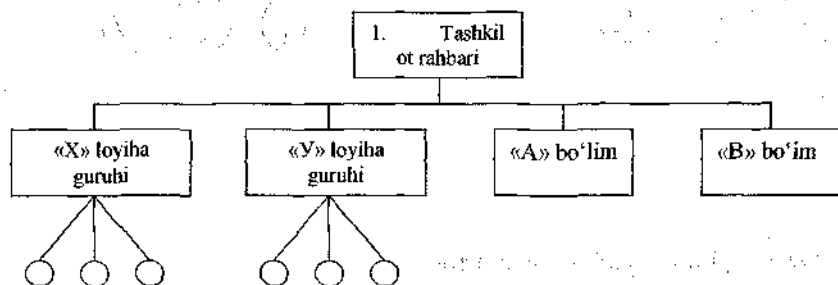 1. Tashkil
ot rahbari
«X» loyiha
guruhi
«У» loyiha
guruhi
«A» bo‘lim
«B» bo‘im